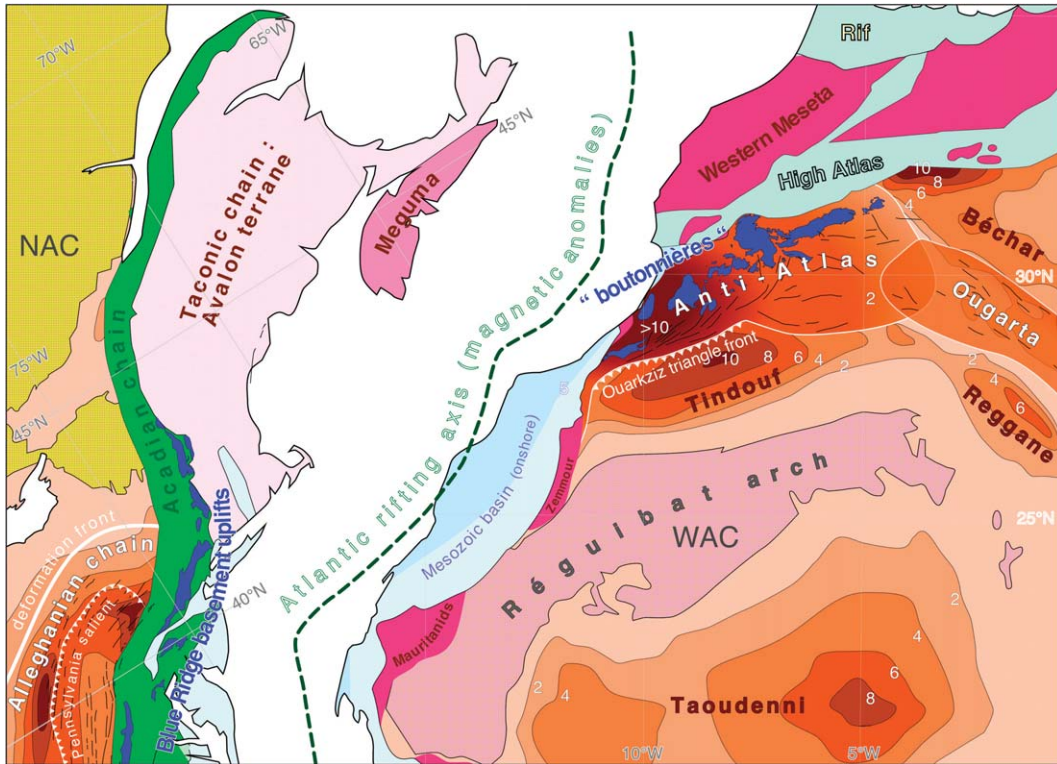 70°W
65°W
NAC
Taconic chain :
Avalon terrane
Meguma
45°N
75°W
45°N
Acadian chain
deformation front
Alleghanian chain
Pennsylvania salient
Blue Ridge basement uplifts
40°N
Atlantic rifting axis (magnetic anomalies)
Rif
Western Meseta
High Atlas
10
8
6
4
Béchar
30°N
" boutonnières "
Anti-Atlas
2
Ougarta
>10
Ouarkziz triangle front
10
8
6
4
2
Tindouf
2
4
6
Reggane
Mesozoic basin (onshore)
Zemmour
Réguibat arch
WAC
25°N
Mauritanids
2
2
4
6
4
2
8
Taoudenni
10°W
5°W